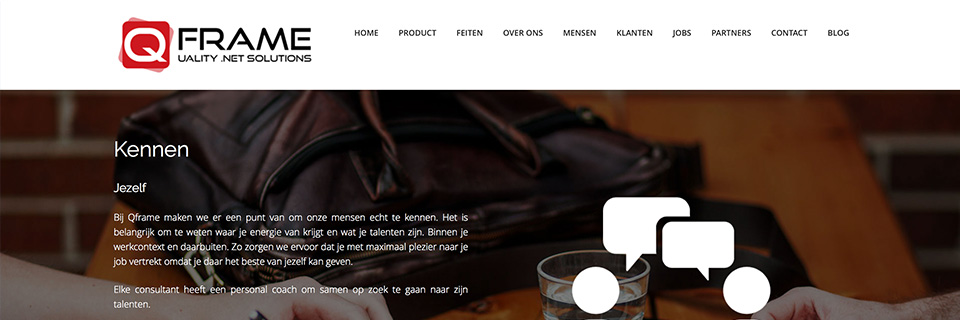 QFRAME
UALITY .NET SOLUTIONS
HOME PRODUCT FEITEN OVER ONS MENSEN KLANTEN JOBS PARTNERS CONTACT BLOG
Kennen
Jezelf
Bij Qframe maken we er een punt van om onze mensen echt te kennen. Het is
belangrijk om te weten waar je energie van krijgt en wat je talenten zijn. Binnen je
werkcontext en daarbuiten. Zo zorgen we ervoor dat je met maximaal plezier naar je
job vertrekt omdat je daar het beste van jezelf kan geven.
Elke consultant heeft een personal coach om samen op zoek te gaan naar zijn
talenten.